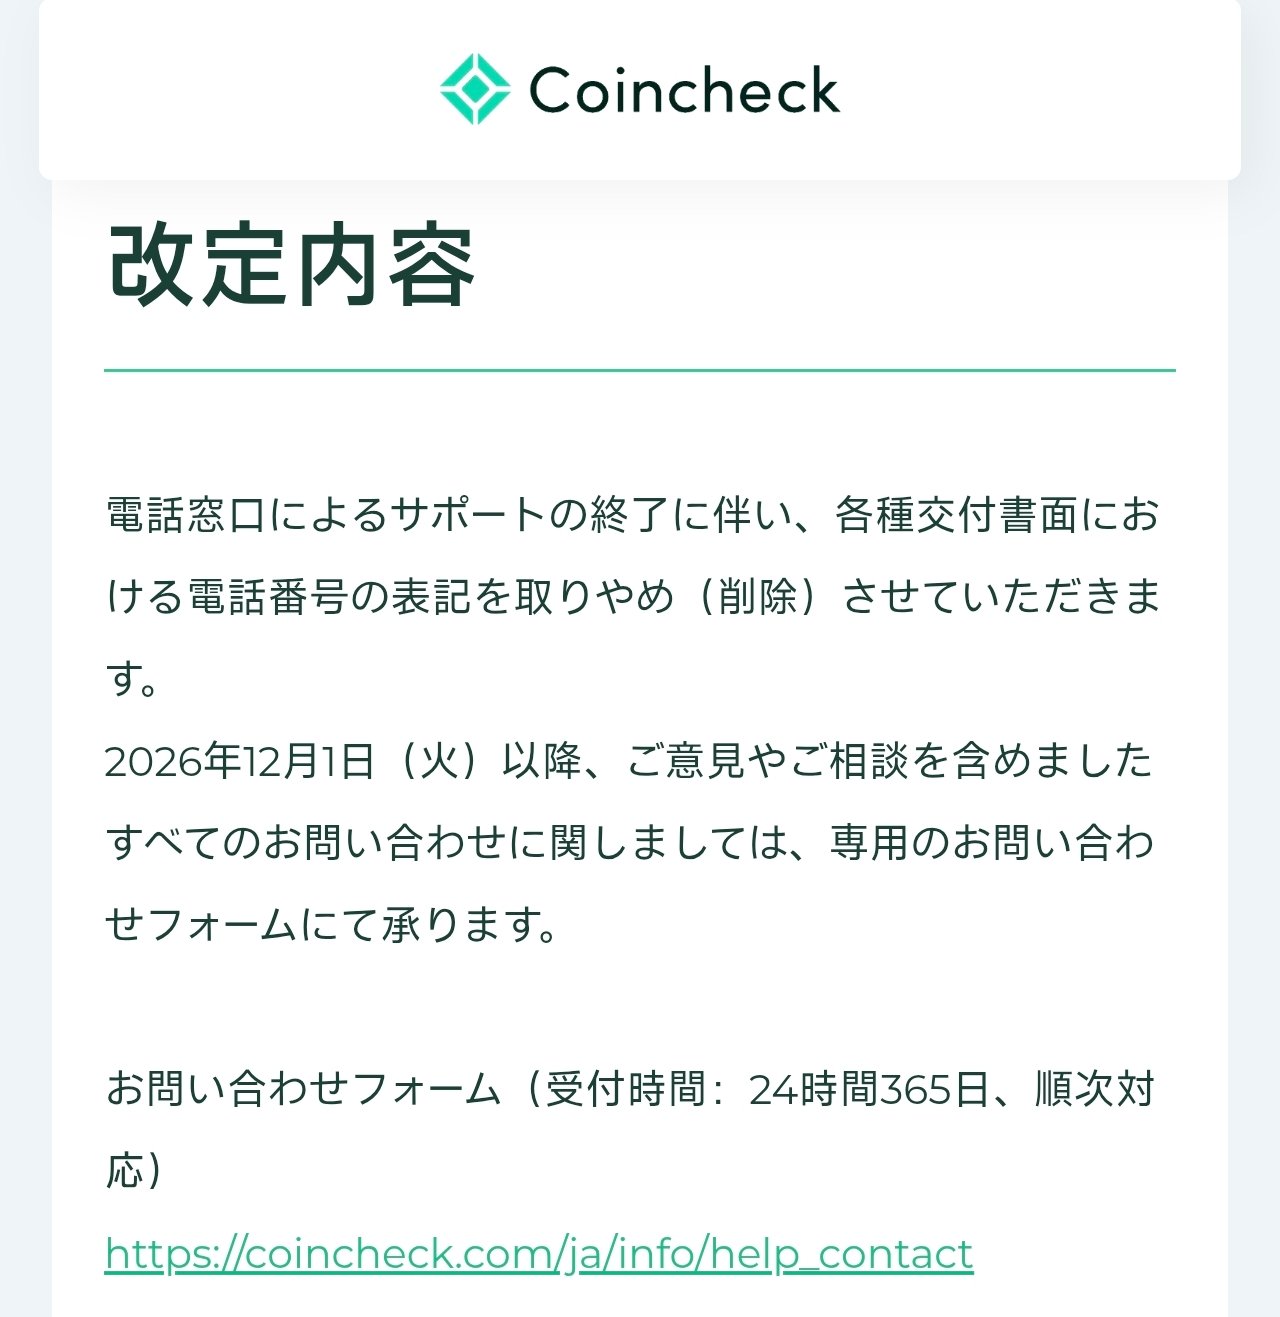 Coincheck
改定内容
電話窓口によるサポートの終了に伴い、各種交付書面にお
ける電話番号の表記を取りやめ（削除）させていただきま
す。
2026年12月1日（火）以降、ご意見やご相談を含めました
すべてのお問い合わせに関しましては、専用のお問い合わ
せフォームにて承ります。
お問い合わせフォーム（受付時間：24時間365日、順次対
応）
https://coincheck.com/ja/info/help_contact